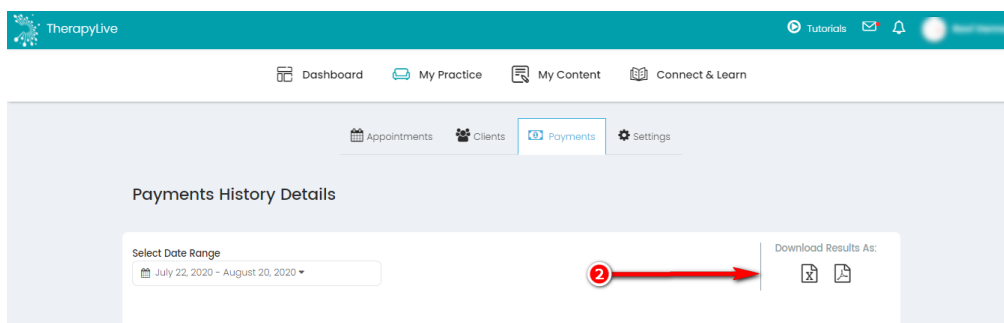 TherapyLive
Tutorials
Dashboard My Practice My Content Connect & Learn
Appointments Clients Payments Settings
Payments History Details
Select Date Range
July 22, 2020 - August 20, 2020
Download Results As:
2
X